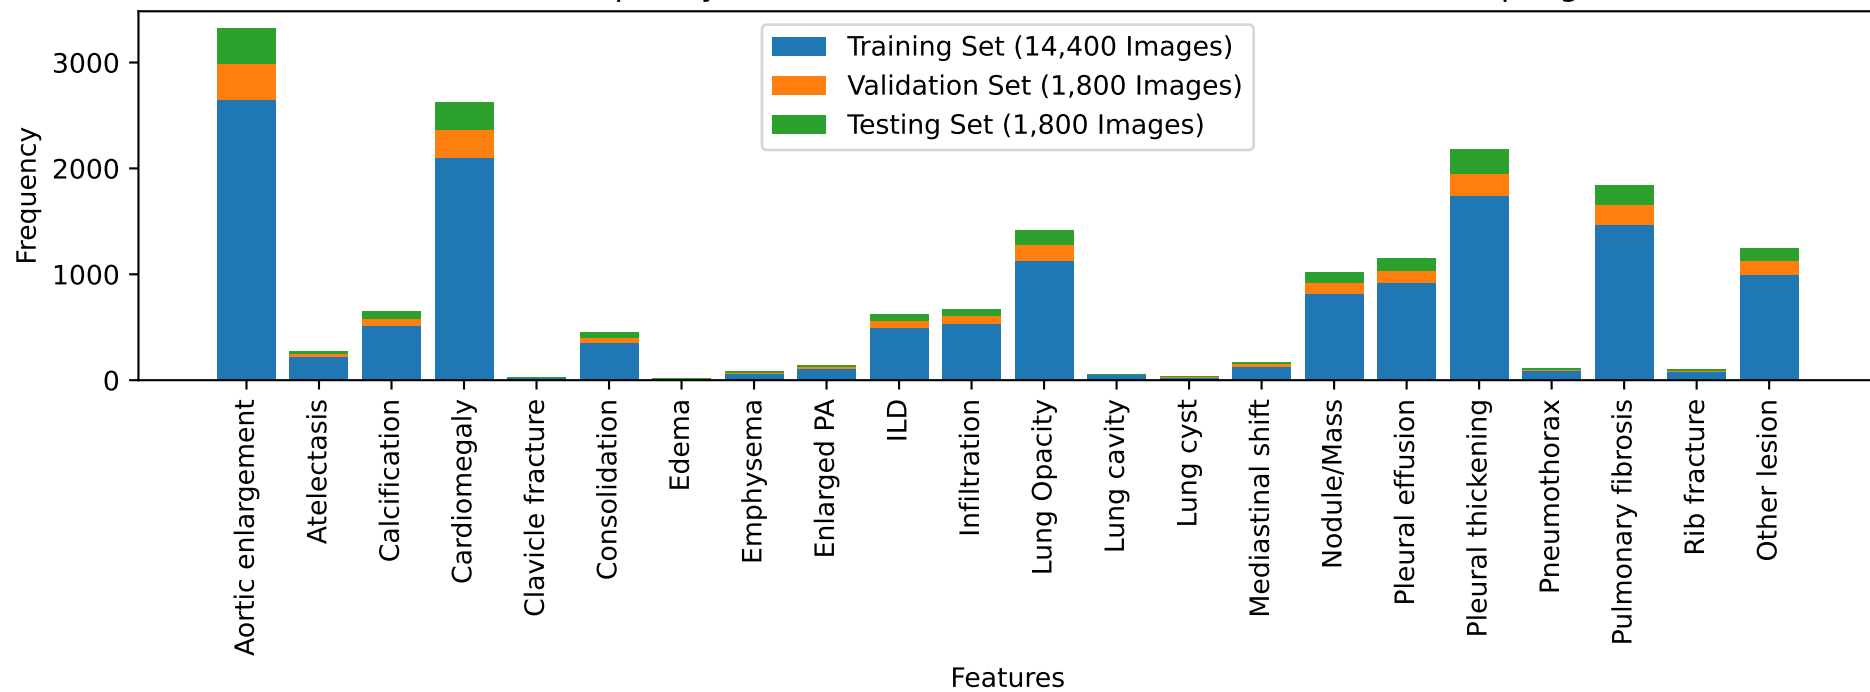 Training Set (14,400 Images)
Validation Set (1,800 Images)
Testing Set (1,800 Images)
Frequency
3000
2000
1000
0
Aortic enlargement
Atelectasis
Calcification
Cardiomegaly
Clavicle fracture
Consolidation
Edema
Emphysema
Enlarged PA
ILD
Infiltration
Lung Opacity
Lung cavity
Lung cyst
Mediastinal shift
Nodule/Mass
Pleural effusion
Pleural thickening
Pneumothorax
Pulmonary fibrosis
Rib fracture
Other lesion
Features